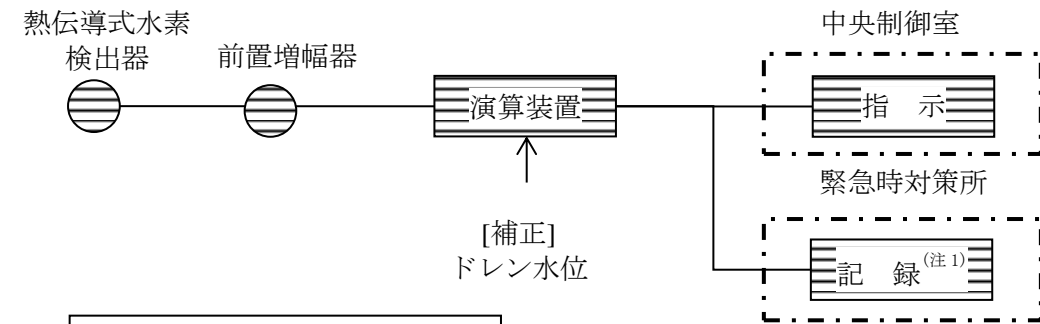 熱伝導式水素
検出器
前置増幅器
演算装置
[補正]
ドレン水位
中央制御室
指 示
緊急時対策所
記 録(注1)